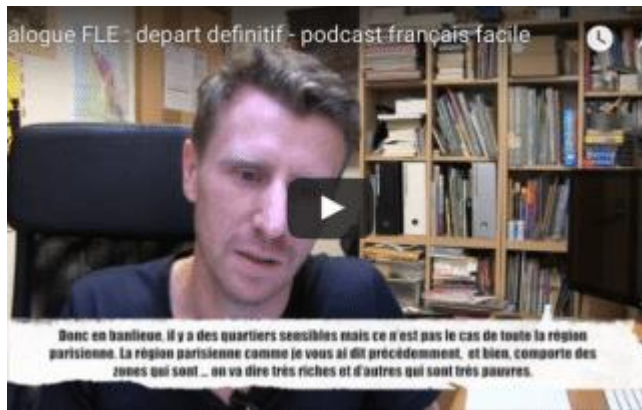 alogue FLE : depart definitif - podcast français facile
Donc en banlieue, il y a des quartiers sensibles mais ce n'est pas le cas de toute la région
parisienne. La région parisienne comme je vous ai dit précédemment, et bien, comporte des
zones qui sont ... on va dire très riches et d'autres qui sont très pauvres.